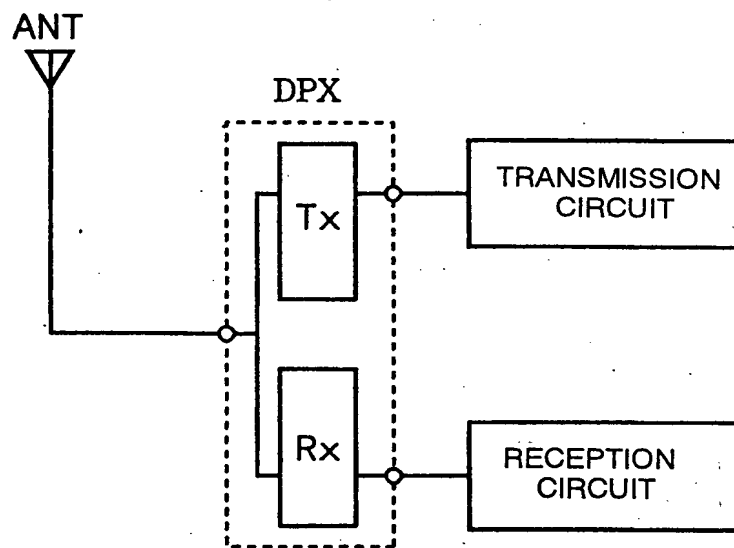 ANT
DPX
Tx
TRANSMISSION
CIRCUIT
Rx
RECEPTION
CIRCUIT